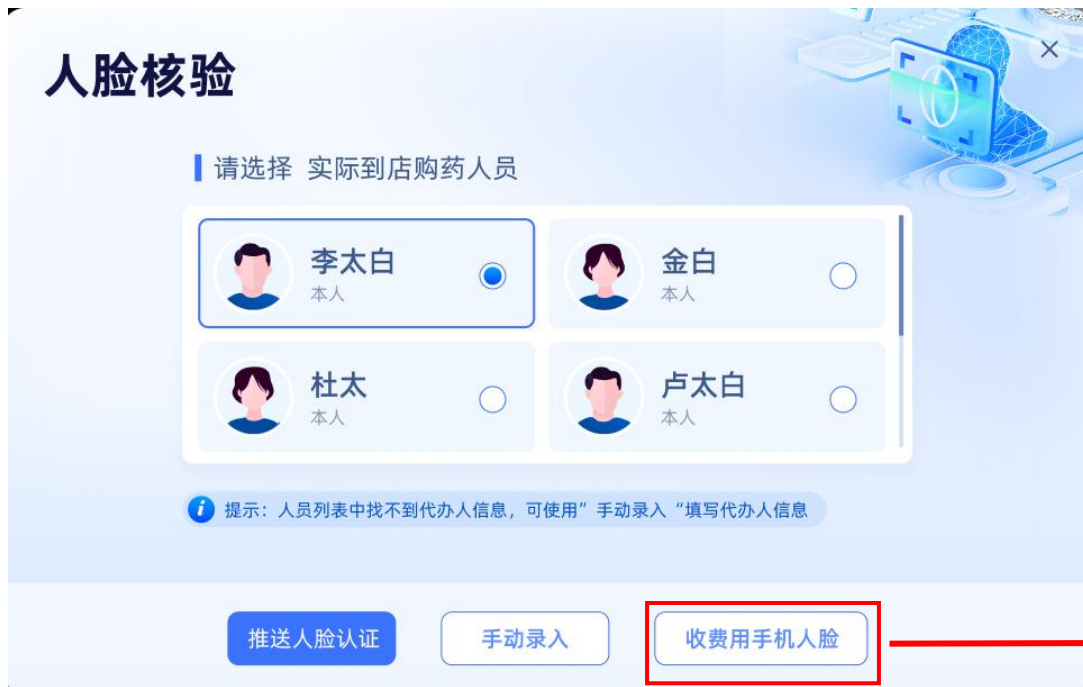 人脸核验
请选择 实际到店购药人员
李太白
本人
金白
本人
杜太
本人
卢太白
本人
提示：人员列表中找不到代办人信息，可使用”手动录入“填写代办人信息
推送人脸认证
手动录入
收费用手机人脸